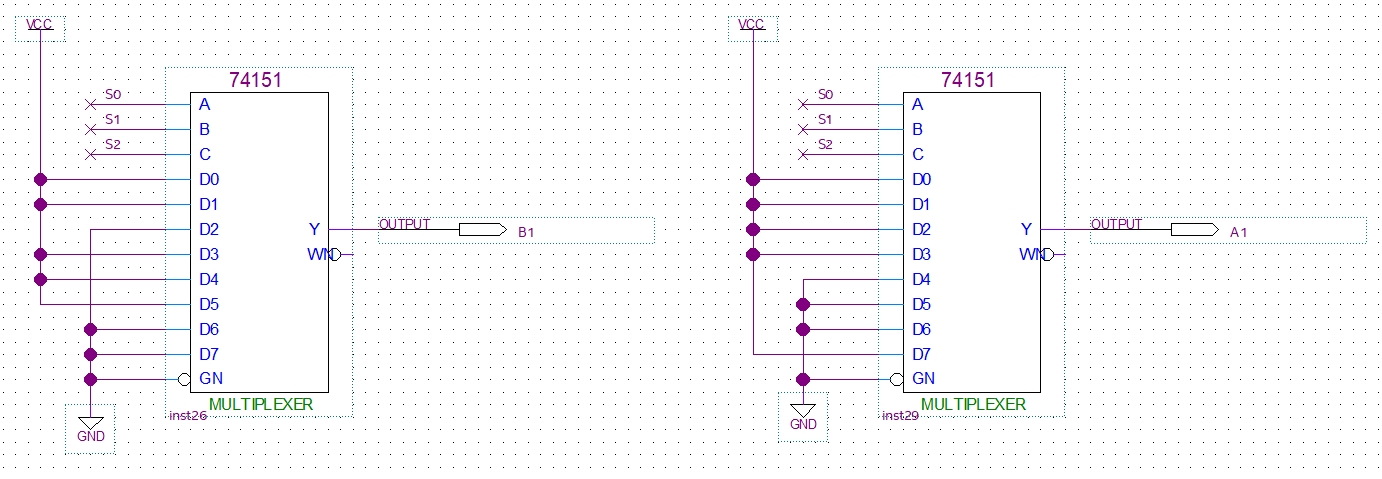 VCC
74151
S0
A
S1
B
S2
C
D0
D1
D2
D3
D4
D5
D6
D7
GN
Y
WN
OUTPUT
B1
MULTIPLEXER
inst26
GND
VCC
74151
S0
A
S1
B
S2
C
D0
D1
D2
D3
D4
D5
D6
D7
GN
Y
WN
OUTPUT
A1
MULTIPLEXER
inst29
GND